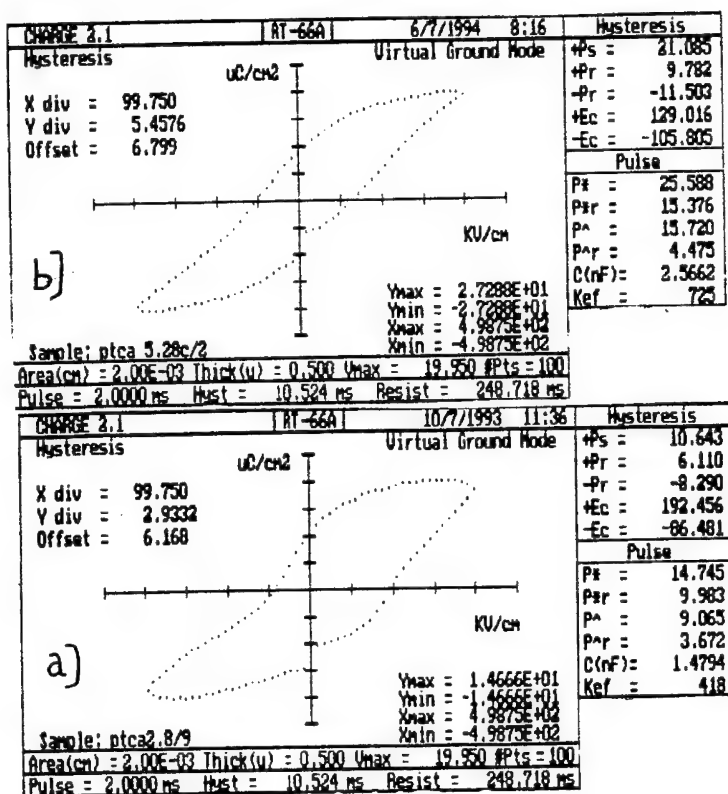 CHARGE 2.1 RT-66A 6/7/1994 8:16 Hysteresis
Hysteresis Virtual Ground Mode
uC/cm2
X div = 99.750
Y div = 5.4576
Offset = 6.799
KV/cm
b]
Ymax = 2.7288E+01
Ymin = -2.7288E+01
Xmax = 4.9875E+02
Xmin = -4.9875E+02
Sample: ptca 5.28c/2
Area(cm) = 2.00E-03 Thick(u) = 0.500 Vmax = 19.950 #Pts = 100
Pulse = 2.0000 ms Hyst = 10.524 ms Resist = 248.718 ms
+Ps = 21.085
+Pr = 9.782
-Pr = -11.503
+Ec = 129.016
-Ec = -105.805
Pulse
P* = 25.588
P*r = 15.376
P^ = 15.720
P^r = 4.475
C(nF)= 2.5662
Kef = 725
CHARGE 2.1 RT-66A 10/7/1993 11:36 Hysteresis
Hysteresis Virtual Ground Mode
uC/cm2
X div = 99.750
Y div = 2.9332
Offset = 6.168
KV/cm
a)
Ymax = 1.4666E+01
Ymin = -1.4666E+01
Xmax = 4.9875E+02
Xmin = -4.9875E+02
Sample: ptca2.8/9
Area(cm) = 2.00E-03 Thick(u) = 0.500 Vmax = 19.950 #Pts = 100
Pulse = 2.0000 ms Hyst = 10.524 ms Resist = 248.718 ms
+Ps = 10.643
+Pr = 6.110
-Pr = -8.290
+Ec = 192.456
-Ec = -86.481
Pulse
P* = 14.745
P*r = 9.983
P^ = 9.065
P^r = 3.672
C(nF)= 1.4794
Kef = 418